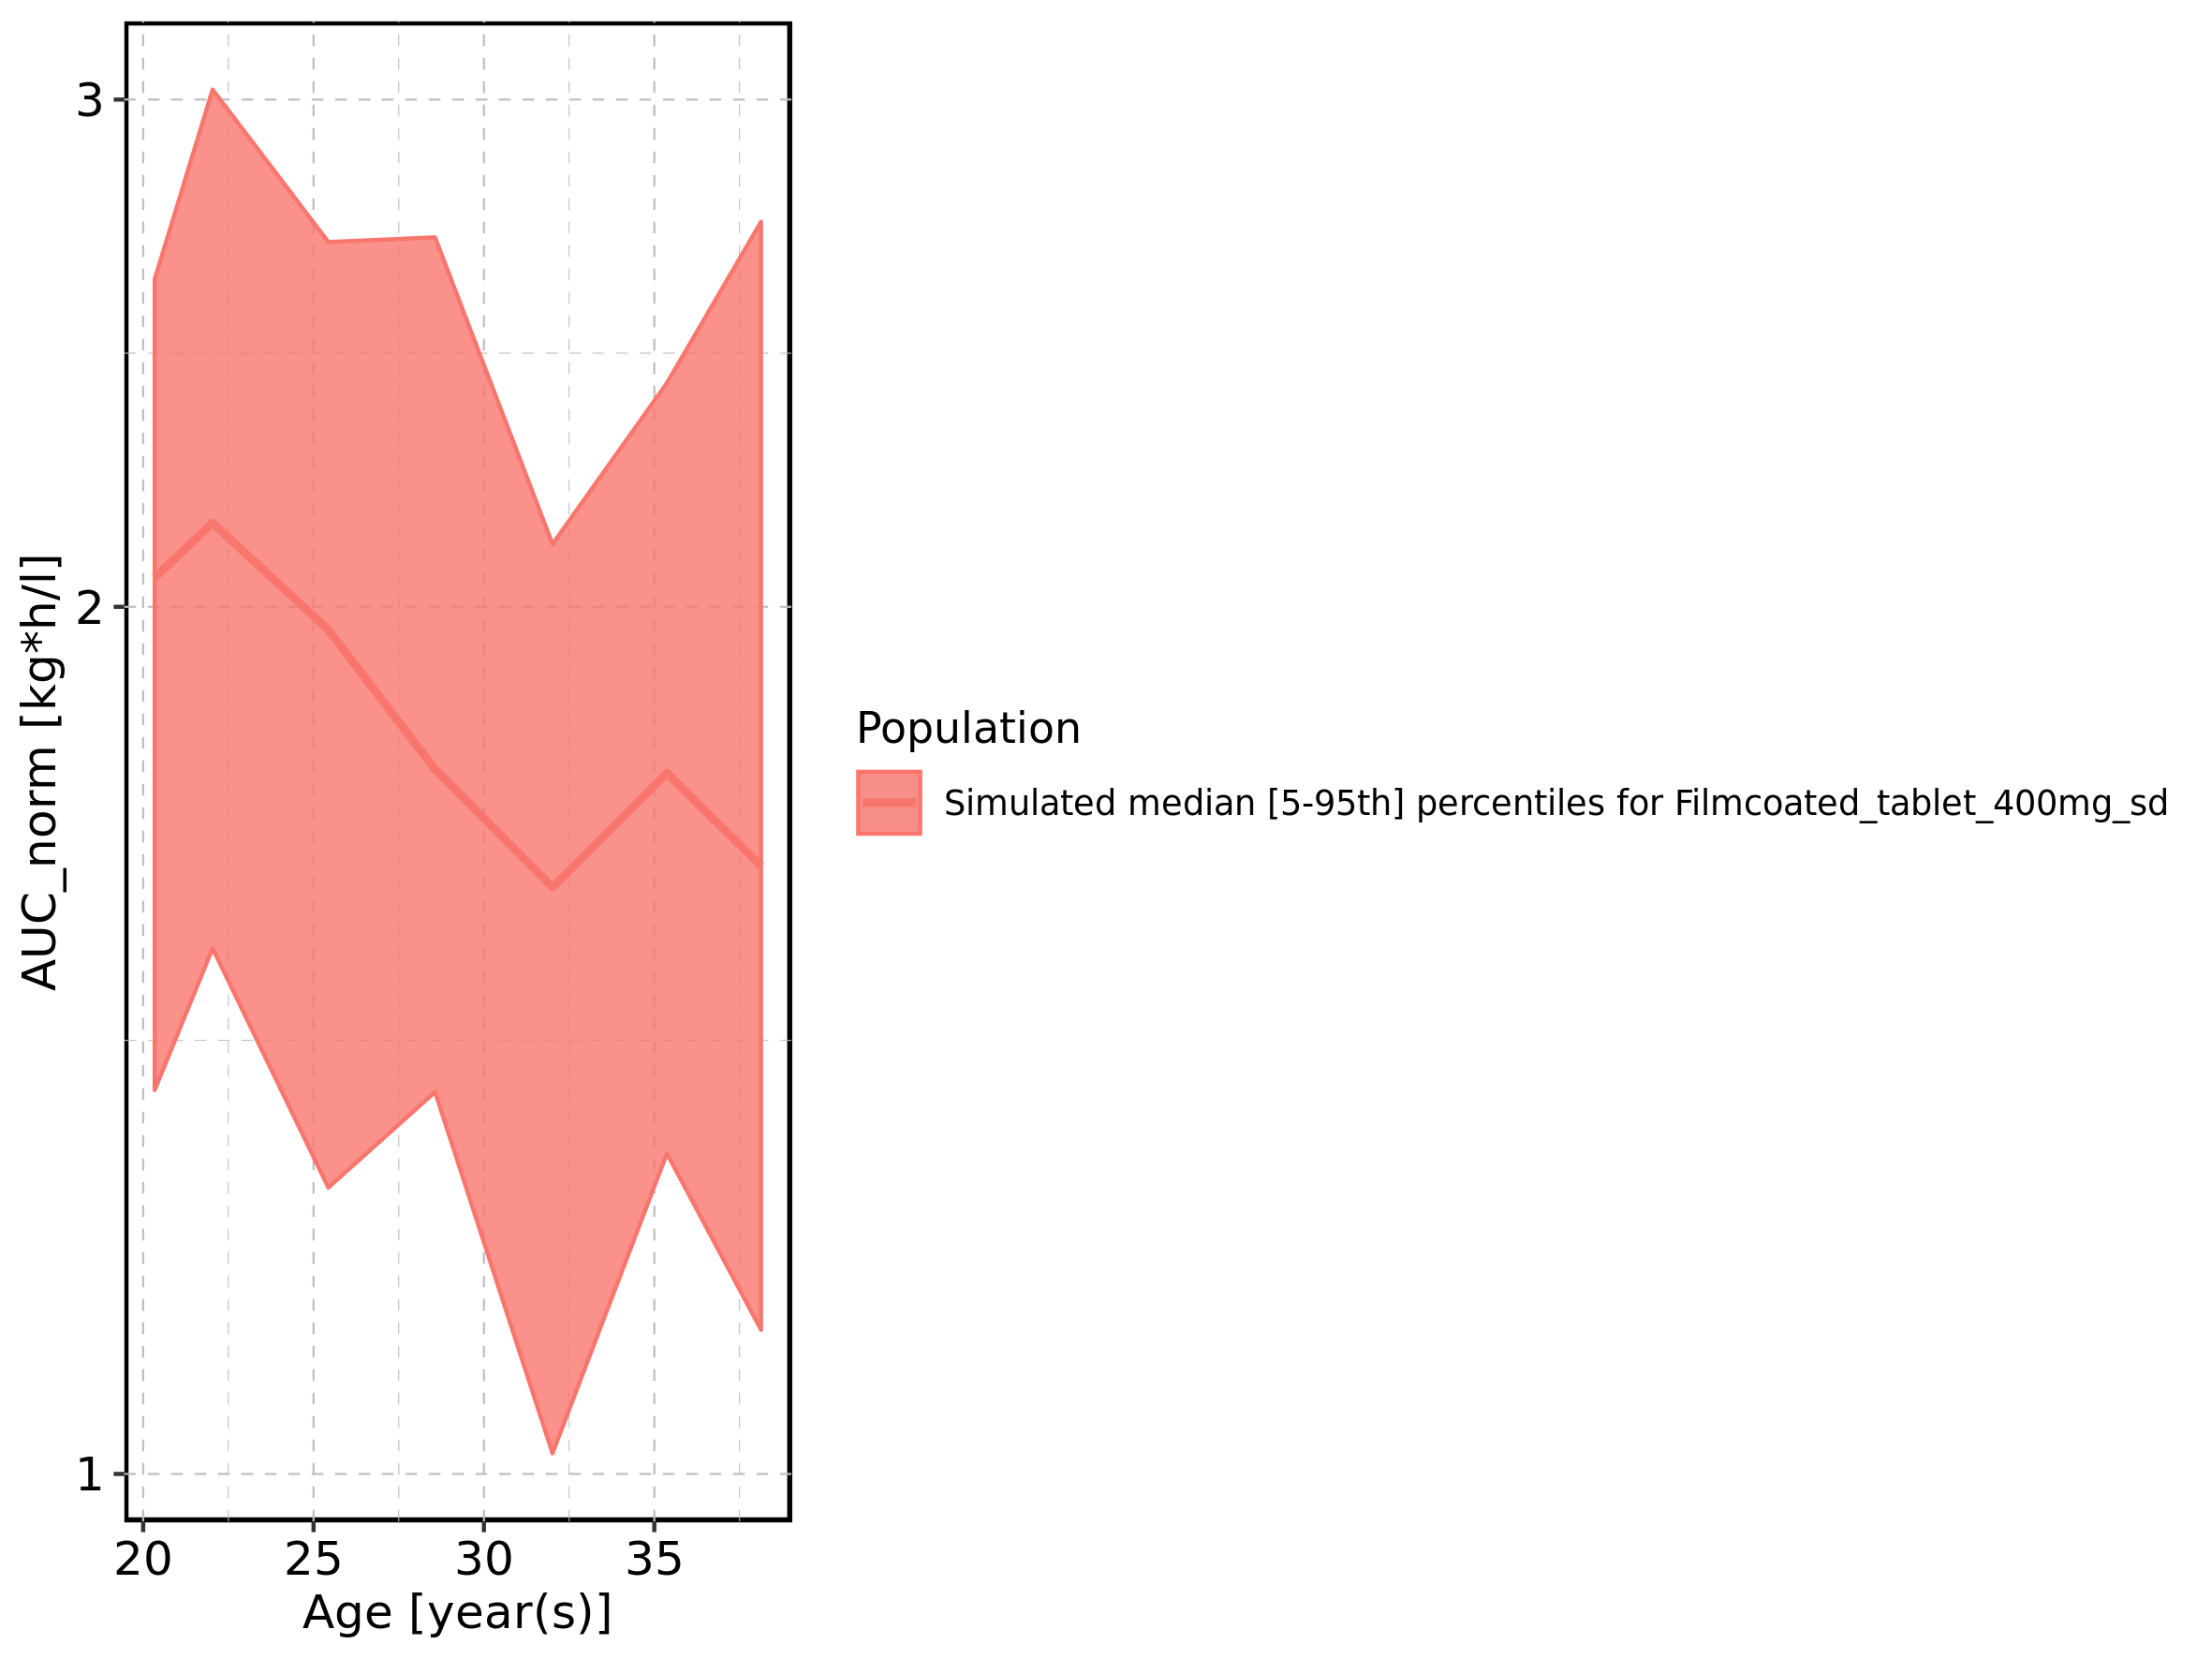 3
2
1
AUC_norm [kg*h/l]
20 25 30 35
Age [year(s)]
Population
Simulated median [5-95th] percentiles for Filmcoated_tablet_400mg_sd